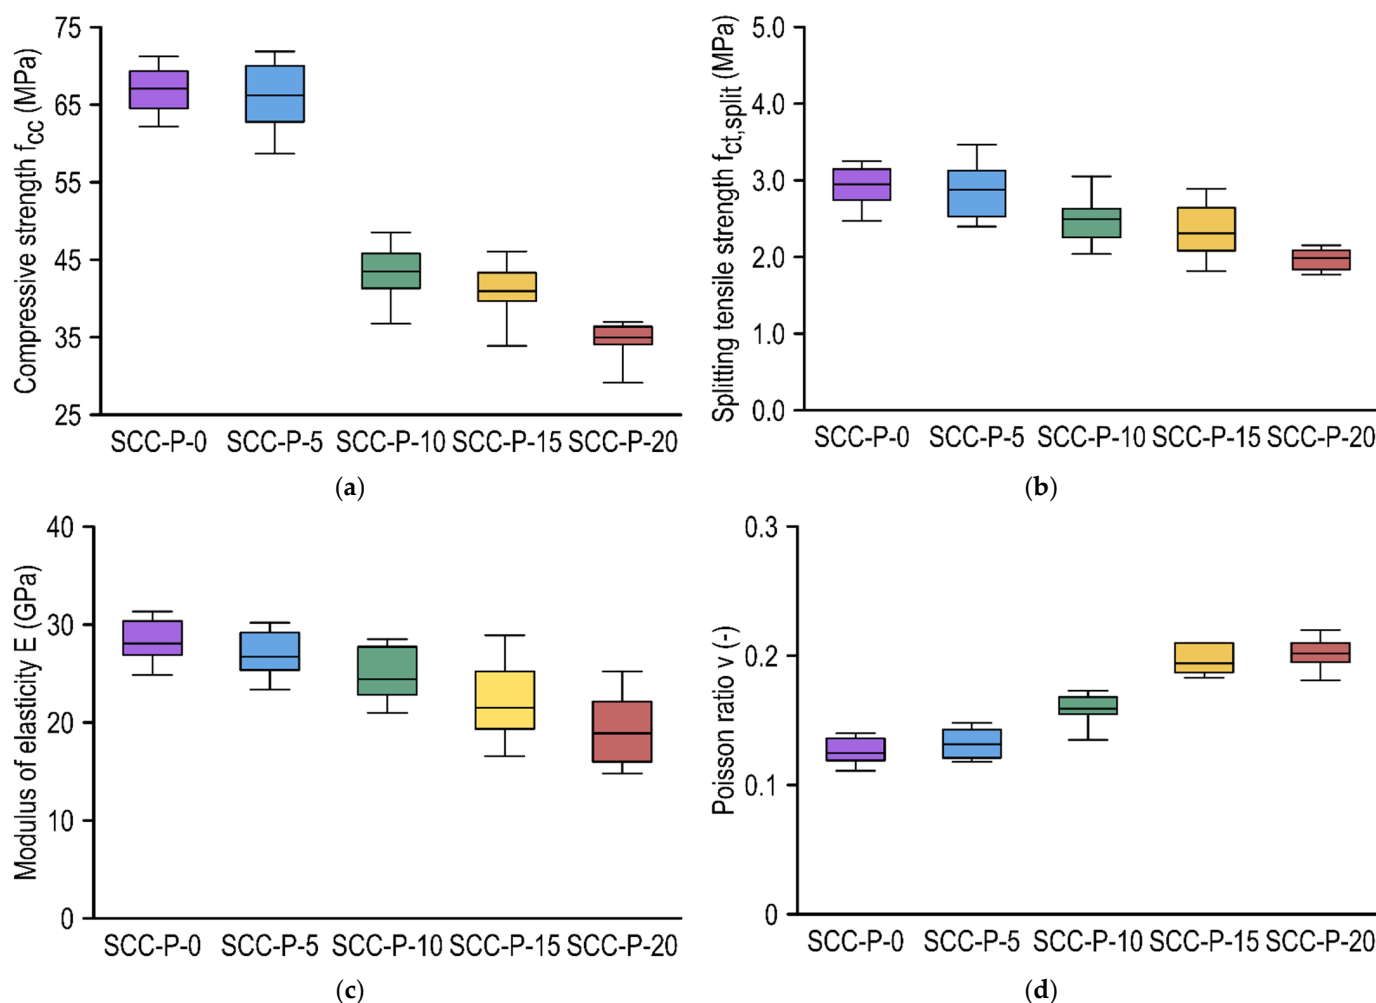 Compressive strength fcc (MPa)
75
65
55
45
35
25
SCC-P-0 SCC-P-5 SCC-P-10 SCC-P-15 SCC-P-20
(a)
Splitting tensile strength fct,split (MPa)
5.0
4.0
3.0
2.0
1.0
0.0
SCC-P-0 SCC-P-5 SCC-P-10 SCC-P-15 SCC-P-20
(b)
Modulus of elasticity E (GPa)
40
30
20
10
0
SCC-P-0 SCC-P-5 SCC-P-10 SCC-P-15 SCC-P-20
(c)
Poisson ratio ν (-)
0.3
0.2
0.1
0
SCC-P-0 SCC-P-5 SCC-P-10 SCC-P-15 SCC-P-20
(d)